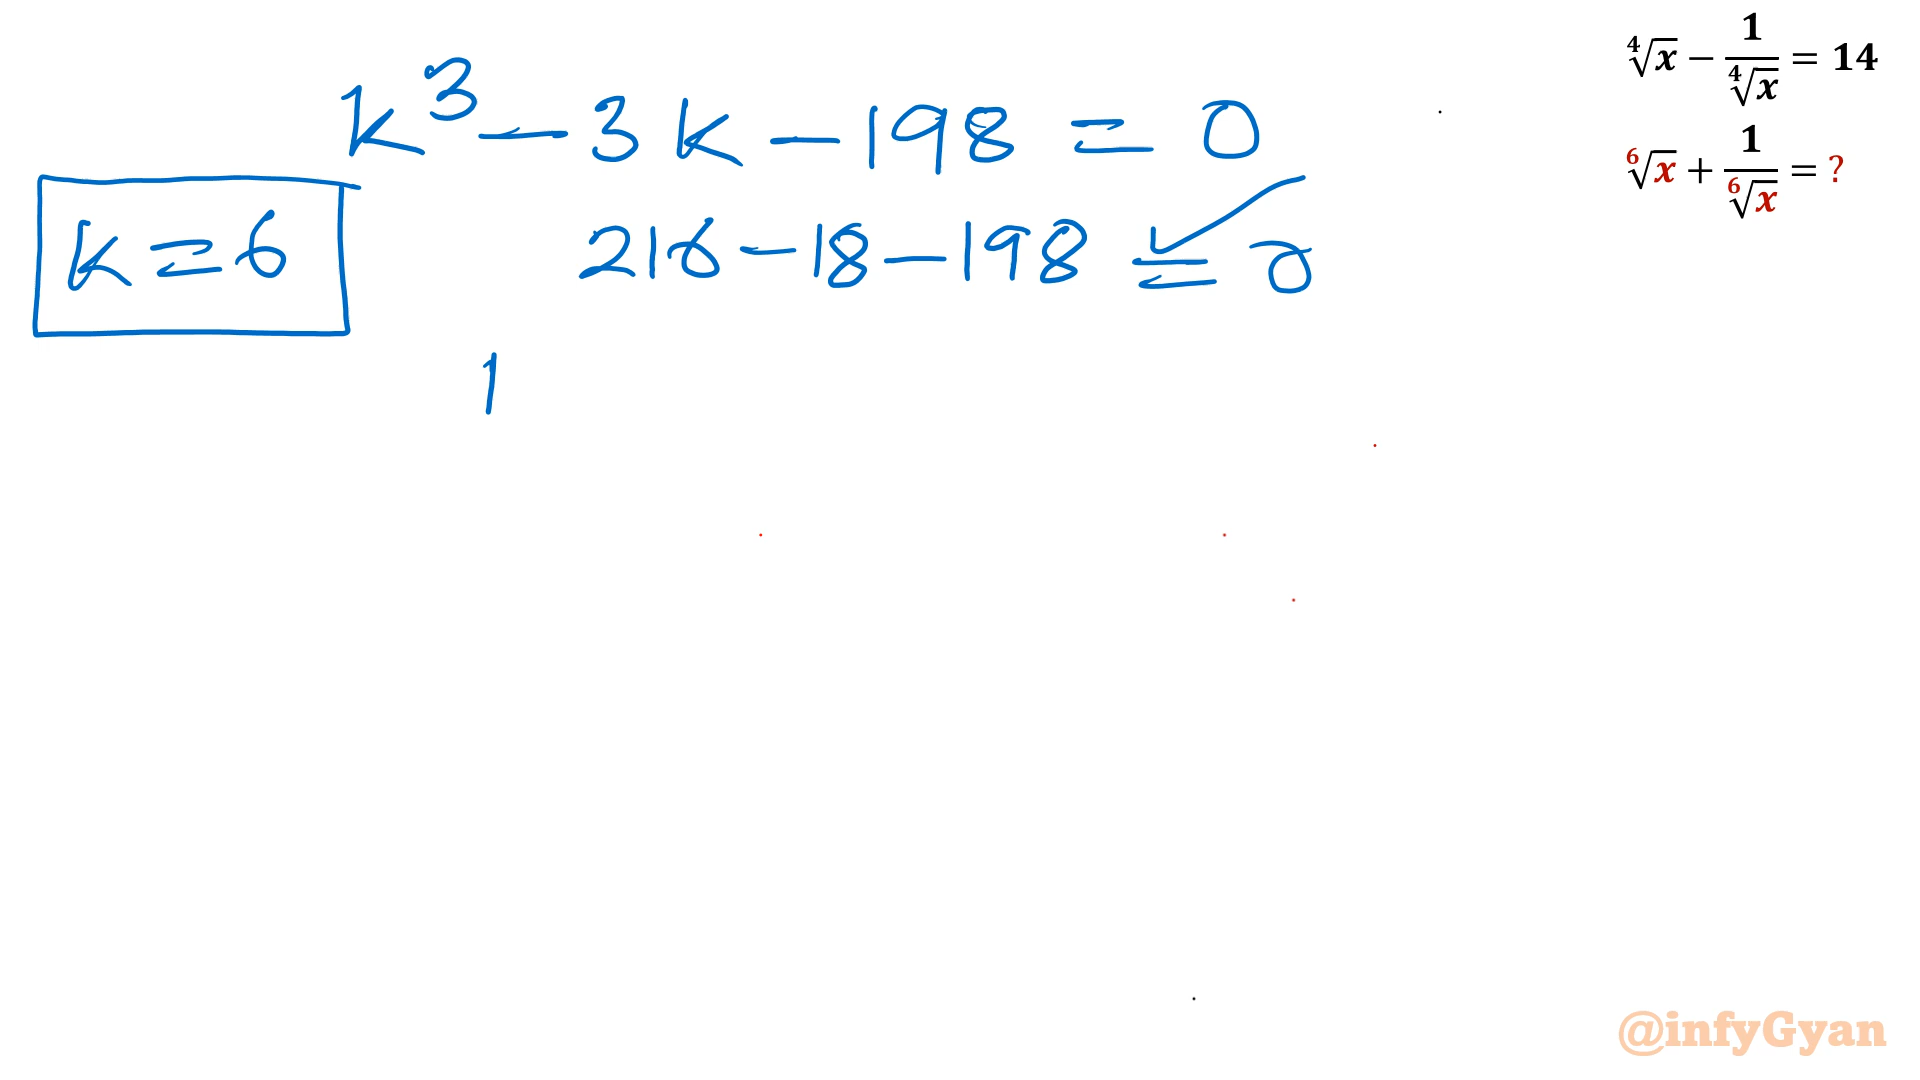 k³ - 3k - 198 = 0
k = 6
216 - 18 - 198 = 0
1
∜x - 1/∜x = 14
⁶√x + 1/⁶√x = ?
@infyGyan